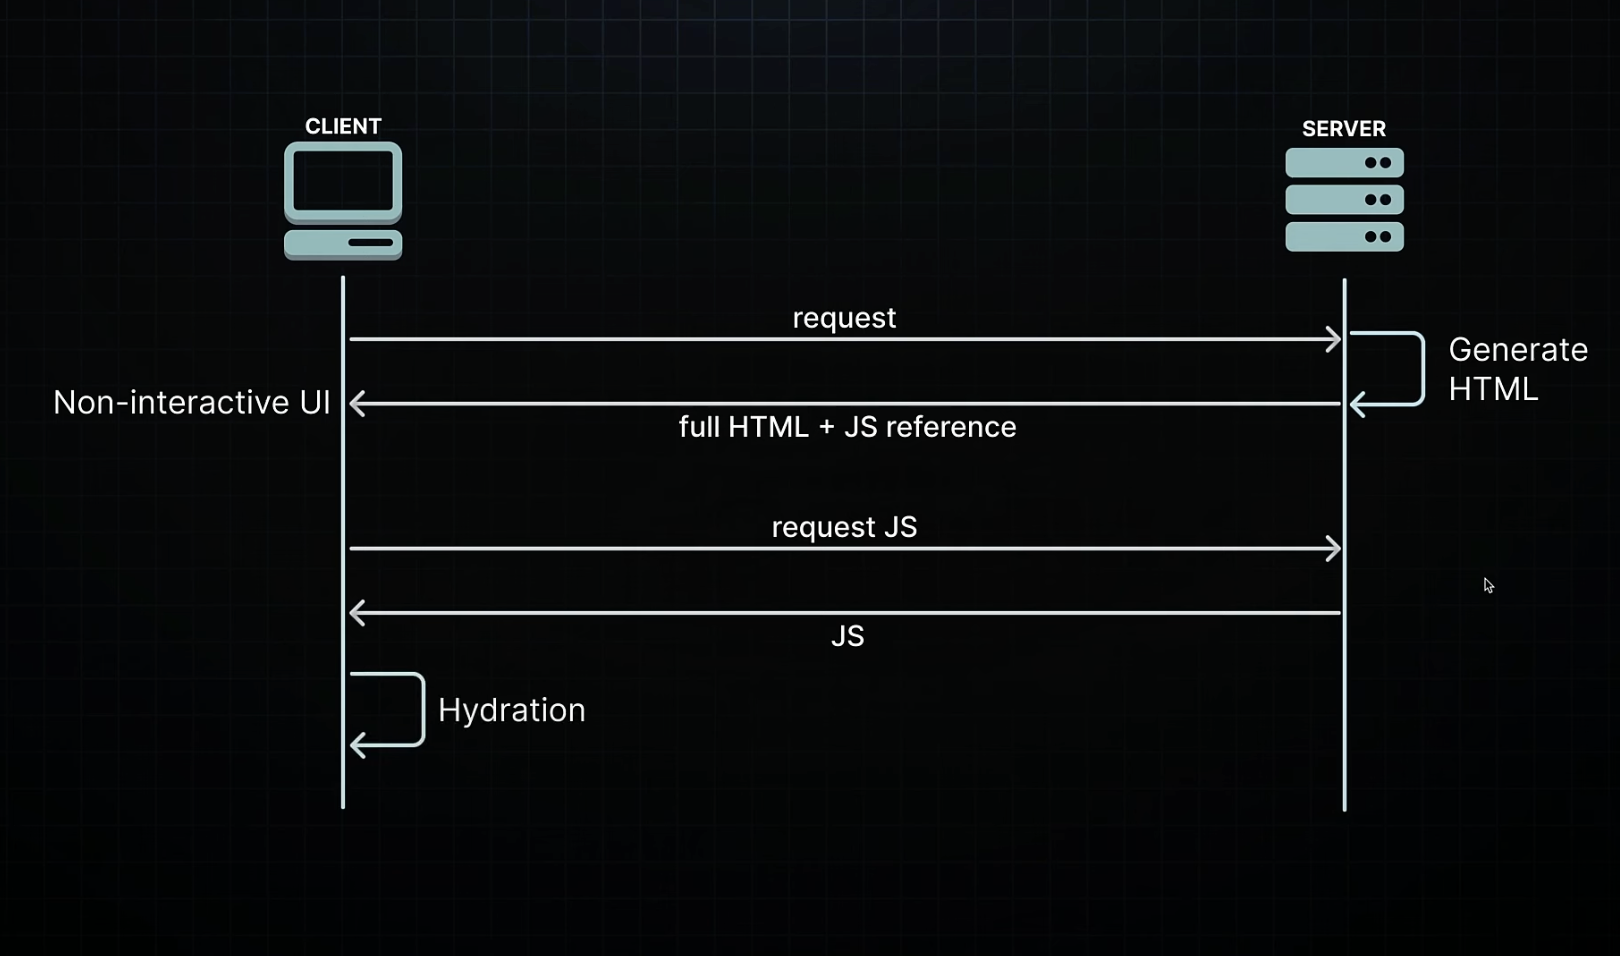 CLIENT
SERVER
request
Generate
HTML
Non-interactive UI
full HTML + JS reference
request JS
JS
Hydration